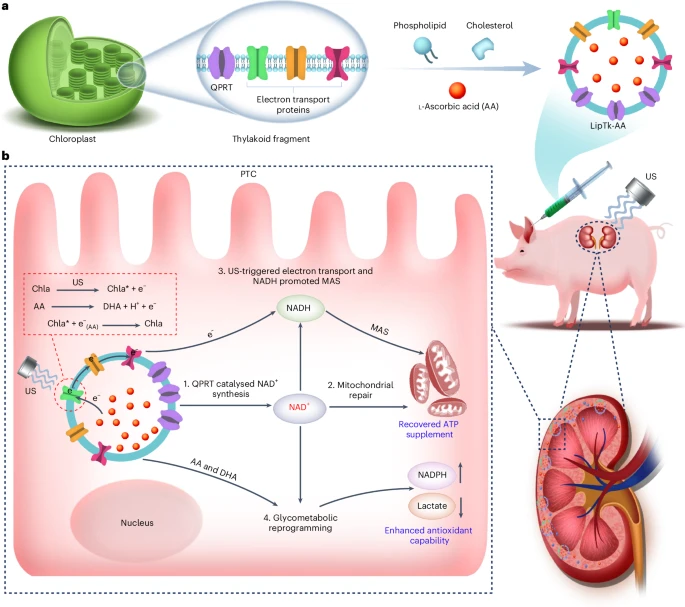 a
Phospholipid
Cholesterol
QPRT
Electron transport
proteins
L-Ascorbic acid (AA)
Chloroplast
Thylakoid fragment
LipTk-AA
US
b
PTC
3. US-triggered electron transport and
NADH promoted MAS
US
Chla → Chla* + e⁻
AA → DHA + H⁺ + e⁻
Chla* + e⁻(AA) → Chla
NADH
e⁻
MAS
US
e⁻
e⁻
1. QPRT catalysed NAD⁺
synthesis
2. Mitochondrial
repair
NAD⁺
Recovered ATP
supplement
AA and DHA
NADPH
Lactate
Nucleus
4. Glycometabolic
reprogramming
Enhanced antioxidant
capability